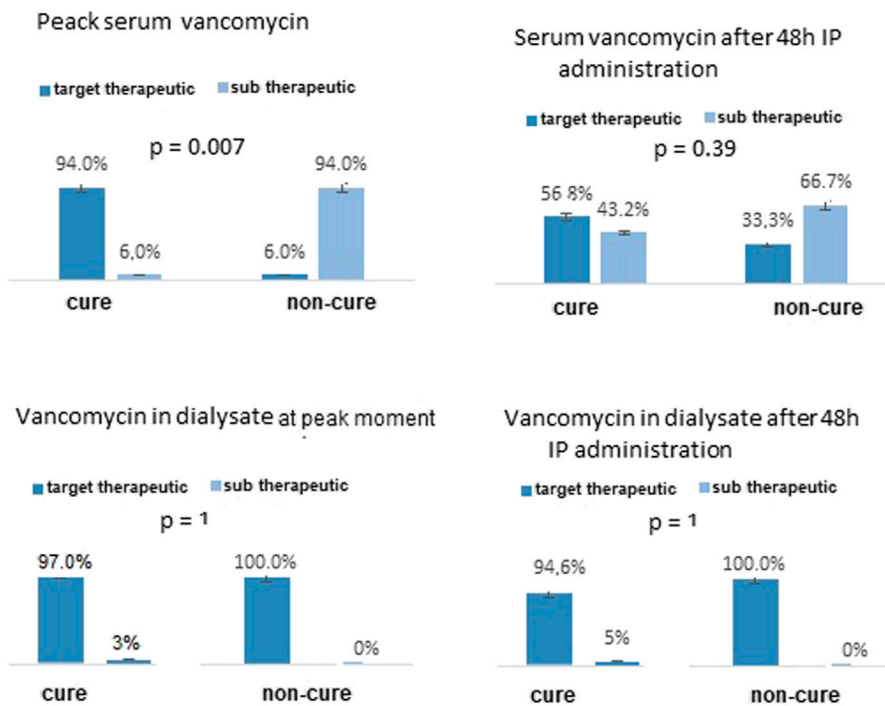 Peack serum vancomycin
target therapeutic sub therapeutic
p = 0.007
94.0% 6,0% 6.0% 94.0%
cure non-cure
Serum vancomycin after 48h IP
administration
target therapeutic sub therapeutic
p = 0.39
56 8% 43.2% 33,3% 66.7%
cure non-cure
Vancomycin in dialysate at peak moment
target therapeutic sub therapeutic
p = 1
97.0% 3% 100.0% 0%
cure non-cure
Vancomycin in dialysate after 48h
IP administration
target therapeutic sub therapeutic
p = 1
94,6% 5% 100.0% 0%
cure non-cure